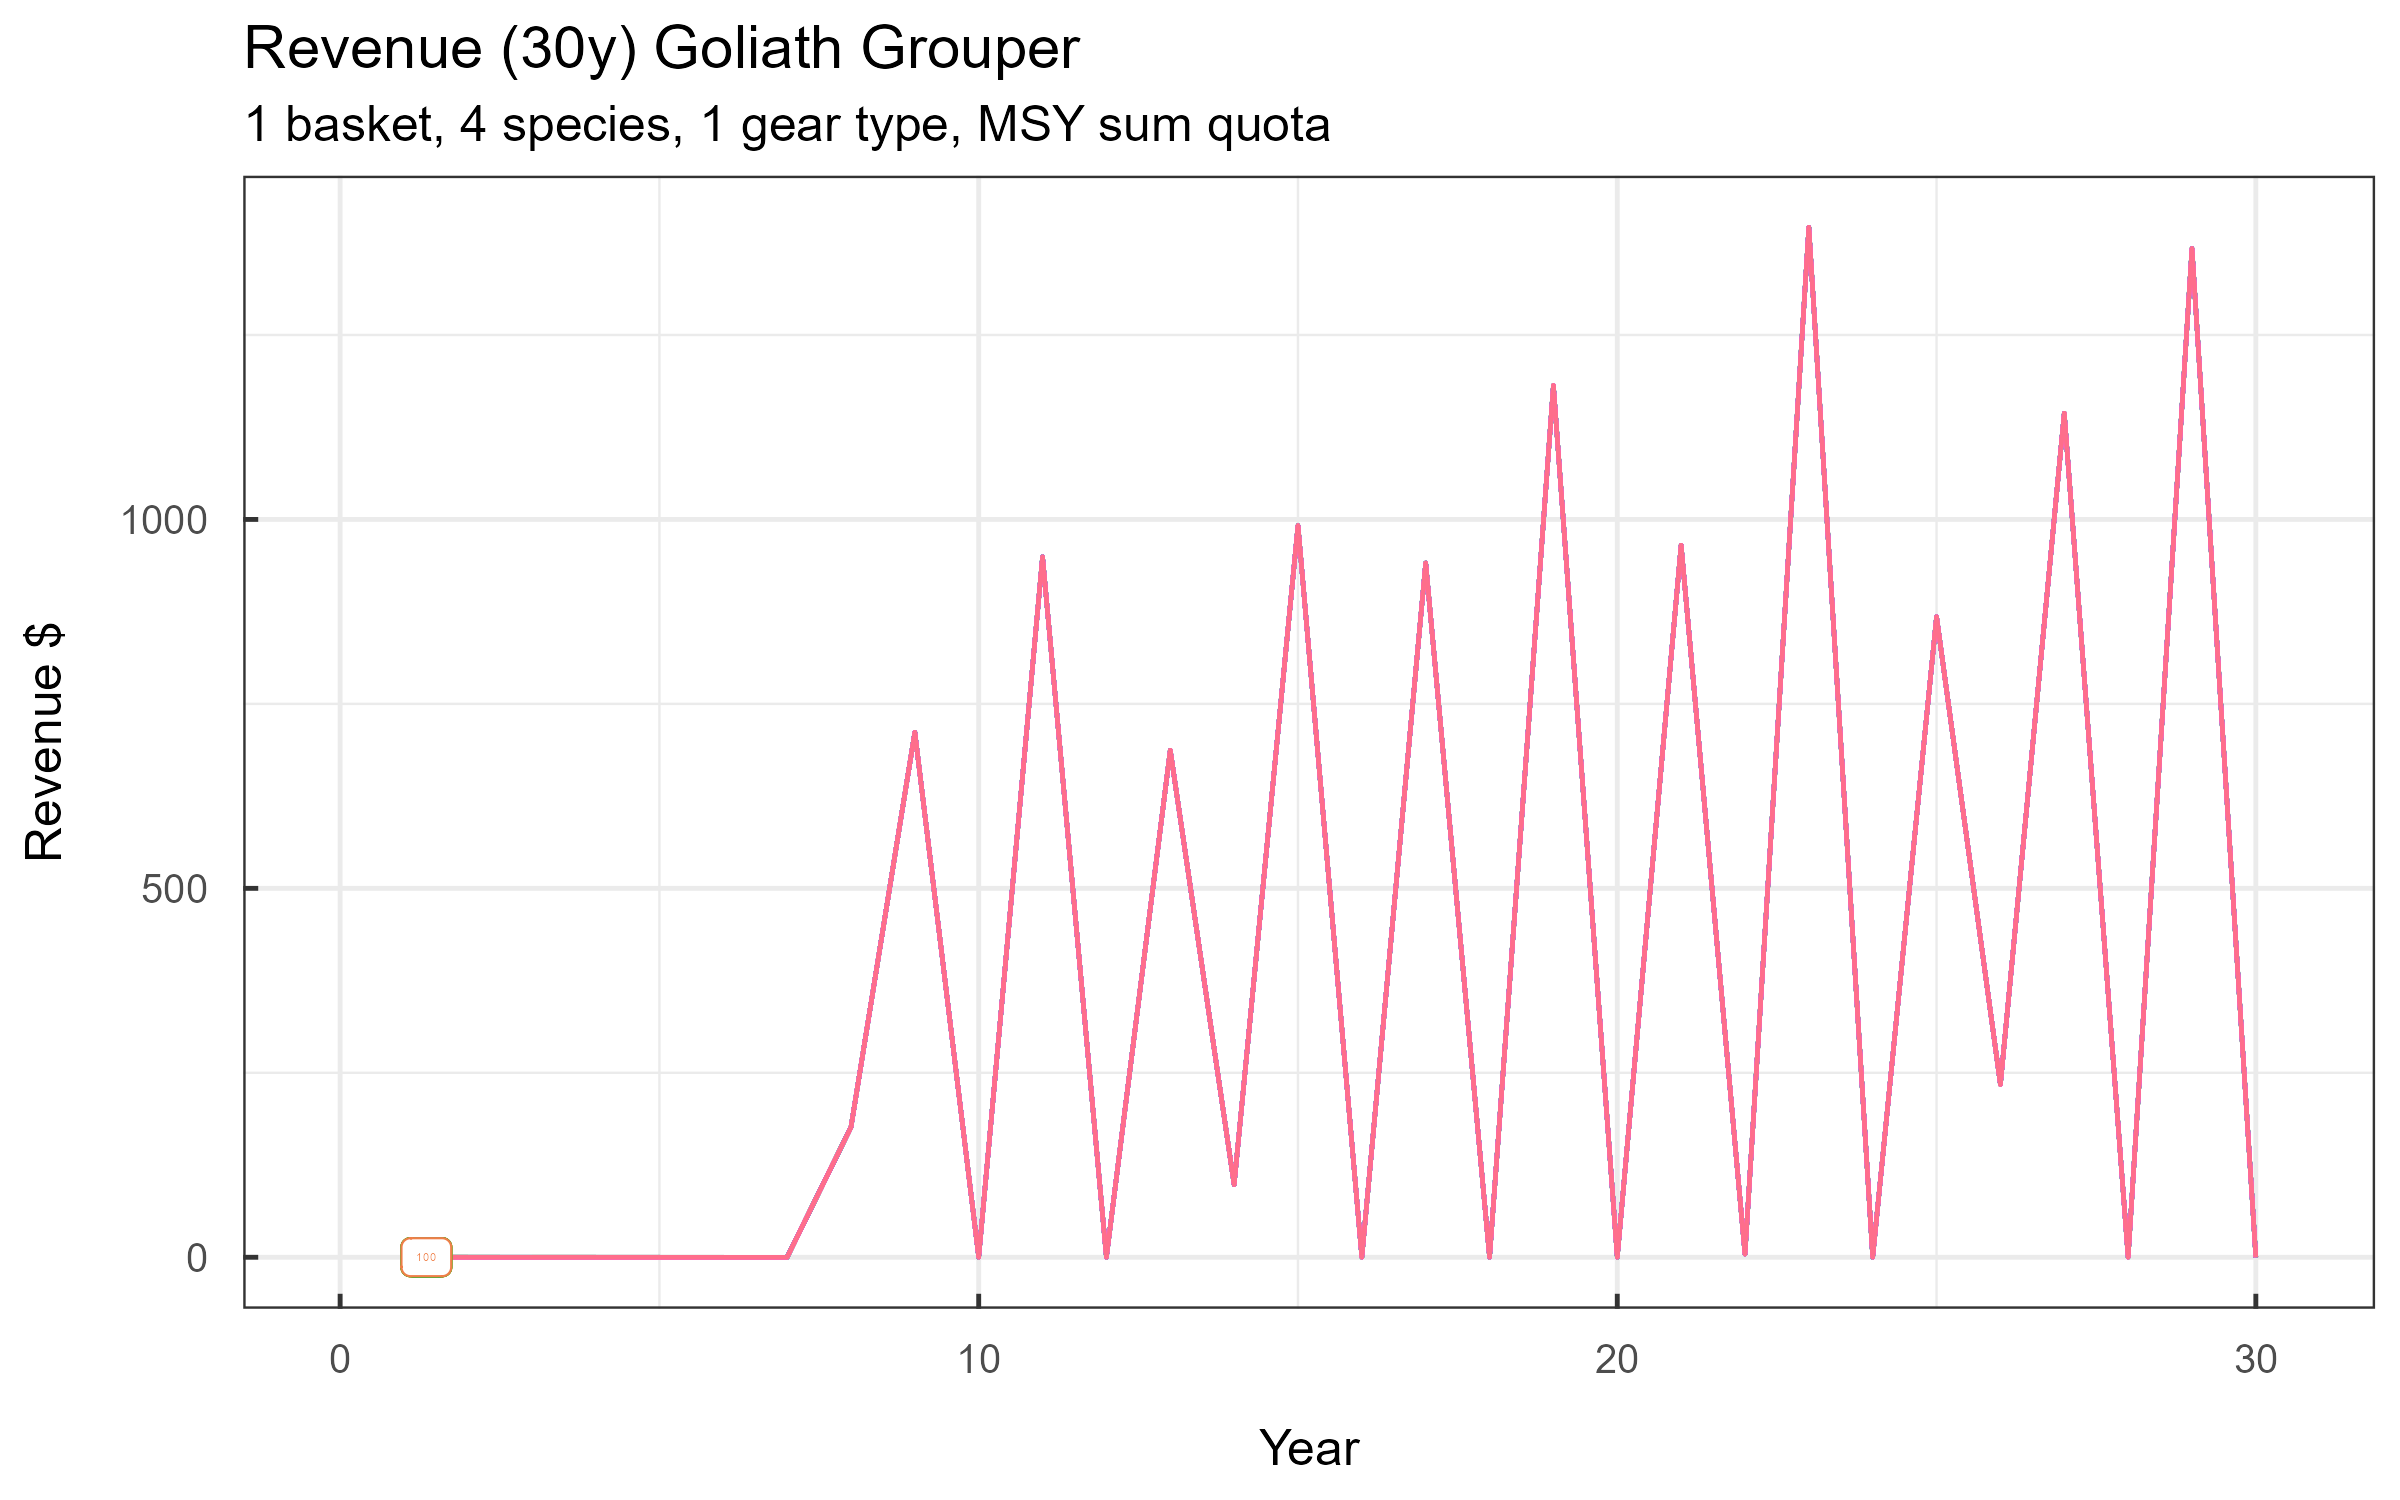 Revenue (30y) Goliath Grouper
1 basket, 4 species, 1 gear type, MSY sum quota
Revenue $
1000
500
0
100
0
10
20
30
Year